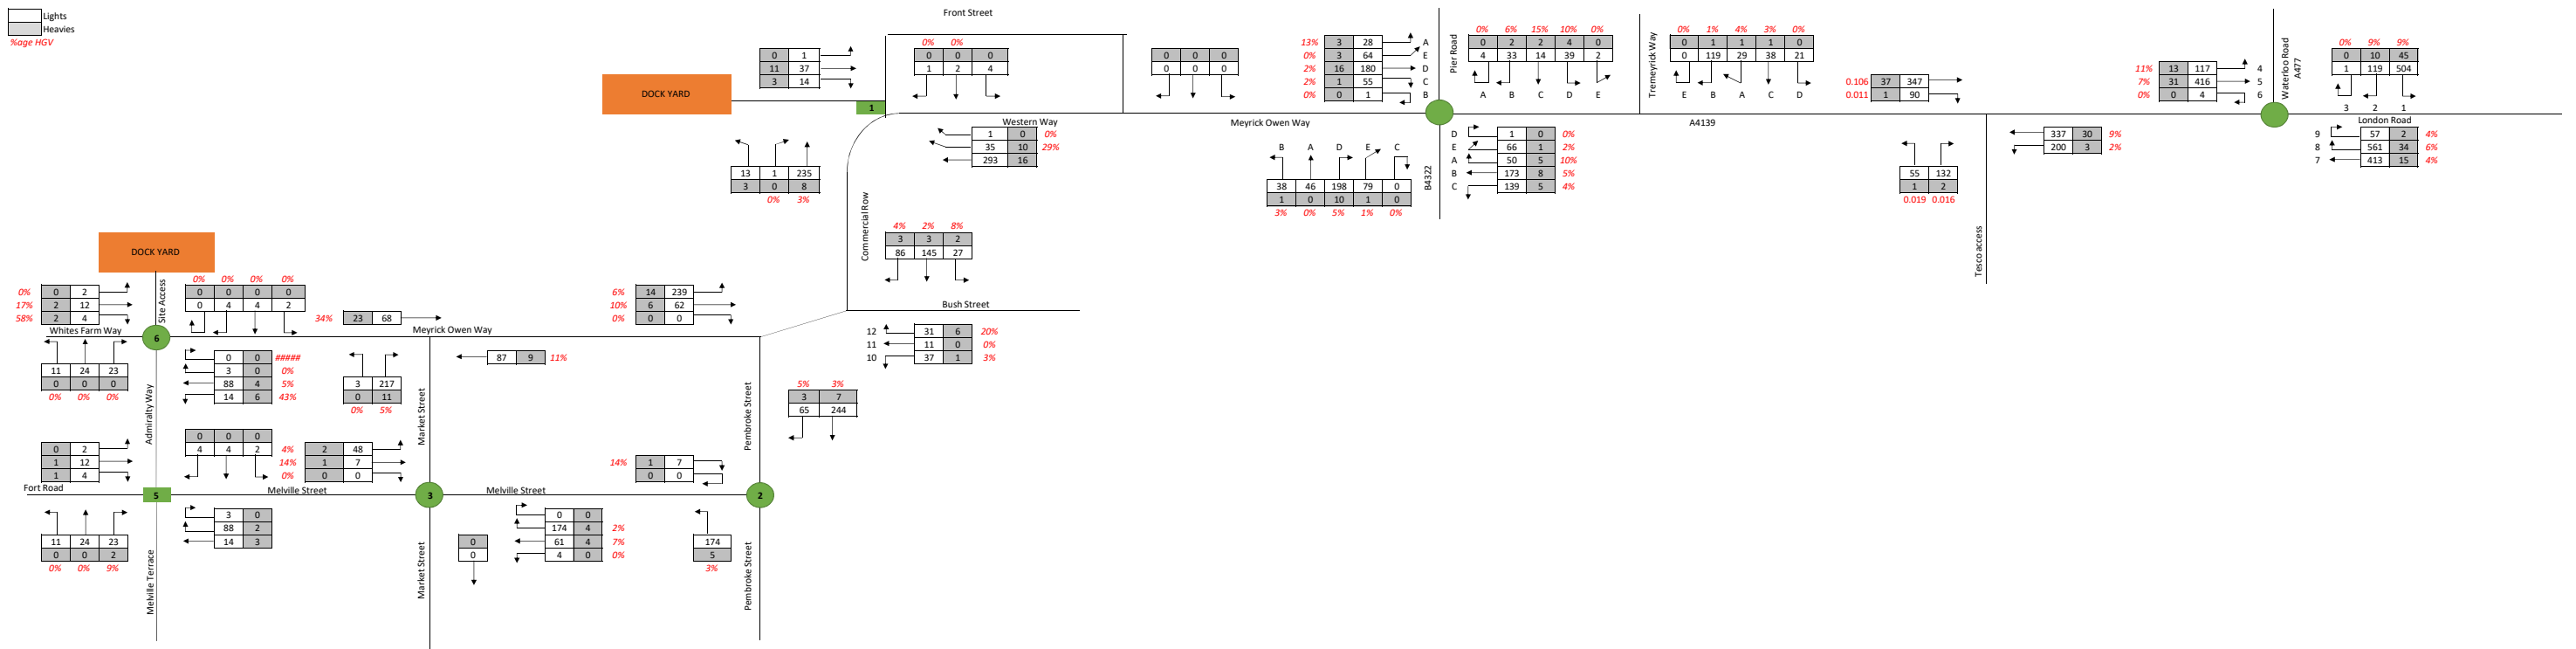 Lights
Heavies
%age HGV
Front Street
DOCK YARD
0 1
11 37
3 14
1
0% 0%
0 0 0
1 2 4
0 0 0
0 0 0
13% 3 28 A
0% 3 64 E
2% 16 180 D
2% 1 55 C
0% 0 1 B
Pier Road
0% 6% 15% 10% 0%
0 2 2 4 0
4 33 14 39 2
A B C D E
Tremeyrick Way
0% 1% 4% 3% 0%
0 1 1 1 0
0 119 29 38 21
E B A C D
0.106 37 347
0.011 1 90
11% 13 117 4
7% 31 416 5
0% 0 4 6
Waterloo Road
A477
0% 9% 9%
0 10 45
1 119 504
3 2 1
Western Way
Meyrick Owen Way
A4139
London Road
1 0 0%
35 10 29%
293 16
13 1 235
3 0 8
0% 3%
B A D E C
38 46 198 79 0
1 0 10 1 0
3% 0% 5% 1% 0%
B4322
D 1 0 0%
E 66 1 2%
A 50 5 10%
B 173 8 5%
C 139 5 4%
55 132
1 2
0.019 0.016
337 30 9%
200 3 2%
9 57 2 4%
8 561 34 6%
7 413 15 4%
Tesco access
Commercial Row
4% 2% 8%
3 3 2
86 145 27
Bush Street
12 31 6 20%
11 11 0 0%
10 37 1 3%
DOCK YARD
Site Access
0% 0 2
17% 2 12
58% 2 4
0% 0% 0% 0%
0 0 0 0
0 4 4 2
34% 23 68
6% 14 239
10% 6 62
0% 0 0
Whites Farm Way
6
Meyrick Owen Way
11 24 23
0 0 0
0% 0% 0%
Admiralty Way
0 0 #####
3 0 0%
88 4 5%
14 6 43%
3 217
0 11
0% 5%
Market Street
87 9 11%
Pembroke Street
5% 3%
3 7
65 244
0 2
1 12
1 4
0 0 0
4 4 2
4% 2 48
14% 1 7
0% 0 0
14% 1 7
0 0
Fort Road
5
Melville Street
3
Melville Street
2
11 24 23
0 0 2
0% 0% 9%
Melville Terrace
3 0
88 2
14 3
Market Street
0
0
0 0
174 4 2%
61 4 7%
4 0 0%
174
5
3%
Pembroke Street